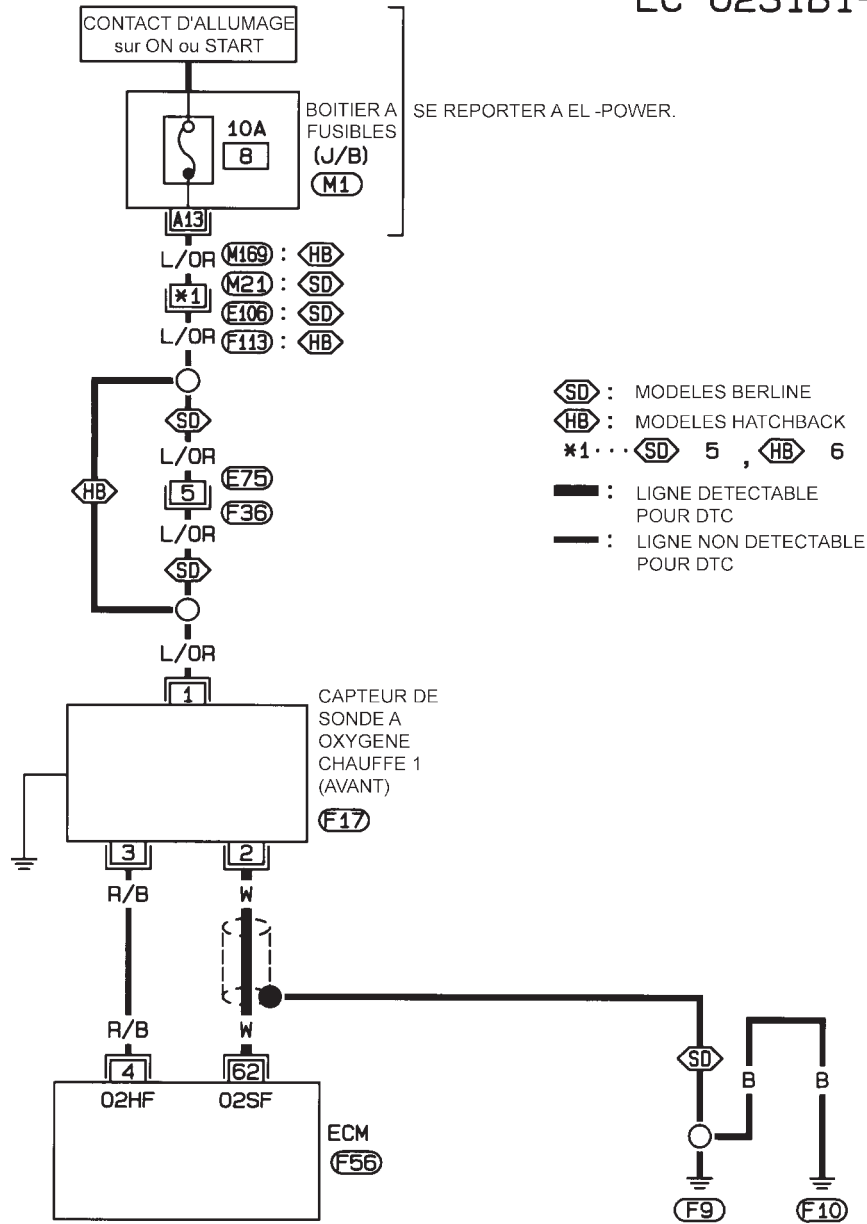 CONTACT D'ALLUMAGE
sur ON ou START
10A
8
BOITIER A
FUSIBLES
(J/B)
M1
SE REPORTER A EL -POWER.
A13
L/OR
M169 : HB
*1
M21 : SD
E106 : SD
L/OR
F113 : HB
SD
L/OR
HB
5
E75
F36
L/OR
SD
L/OR
1
SD : MODELES BERLINE
HB : MODELES HATCHBACK
*1··· SD 5 , HB 6
: LIGNE DETECTABLE
POUR DTC
: LIGNE NON DETECTABLE
POUR DTC
CAPTEUR DE
SONDE A
OXYGENE
CHAUFFE 1
(AVANT)
F17
3
2
R/B
W
R/B
W
4
62
O2HF
O2SF
ECM
F56
SD
B
B
F9
F10